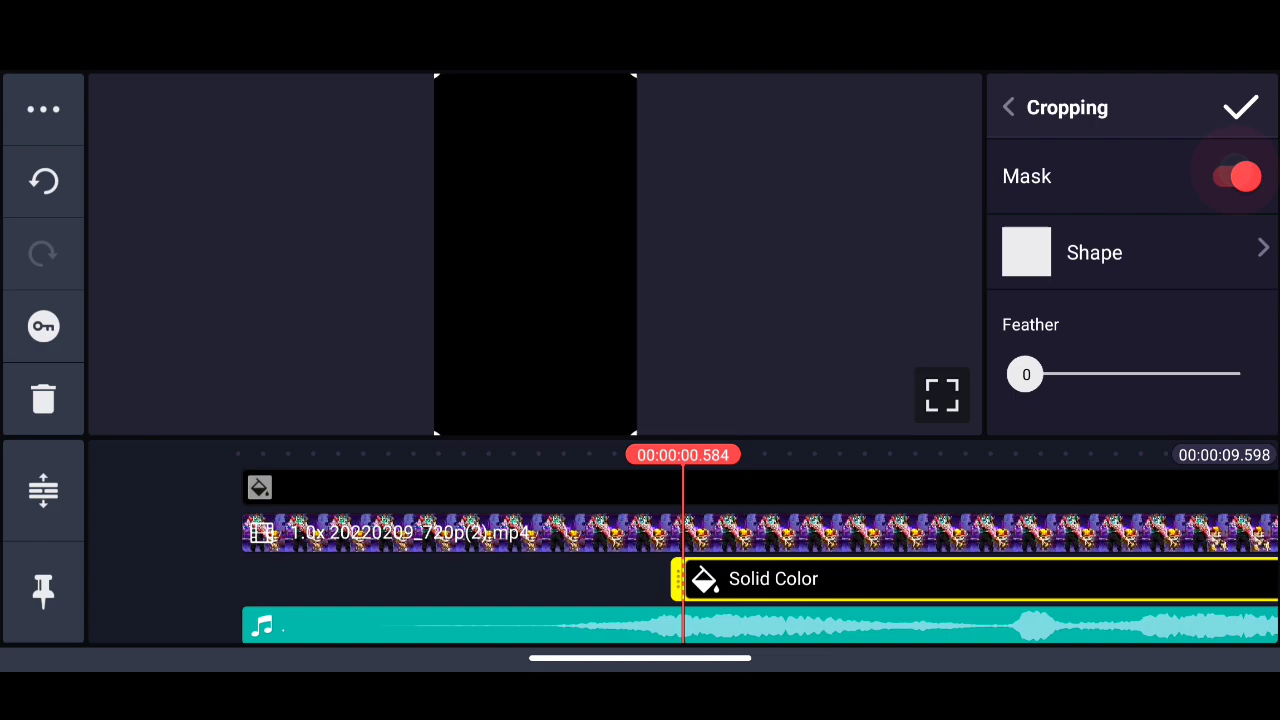 Cropping
Mask
Shape
Feather
0
00:00:00.584
00:00:09.598
1.0x 20220209_720p(2).mp4
Solid Color
.